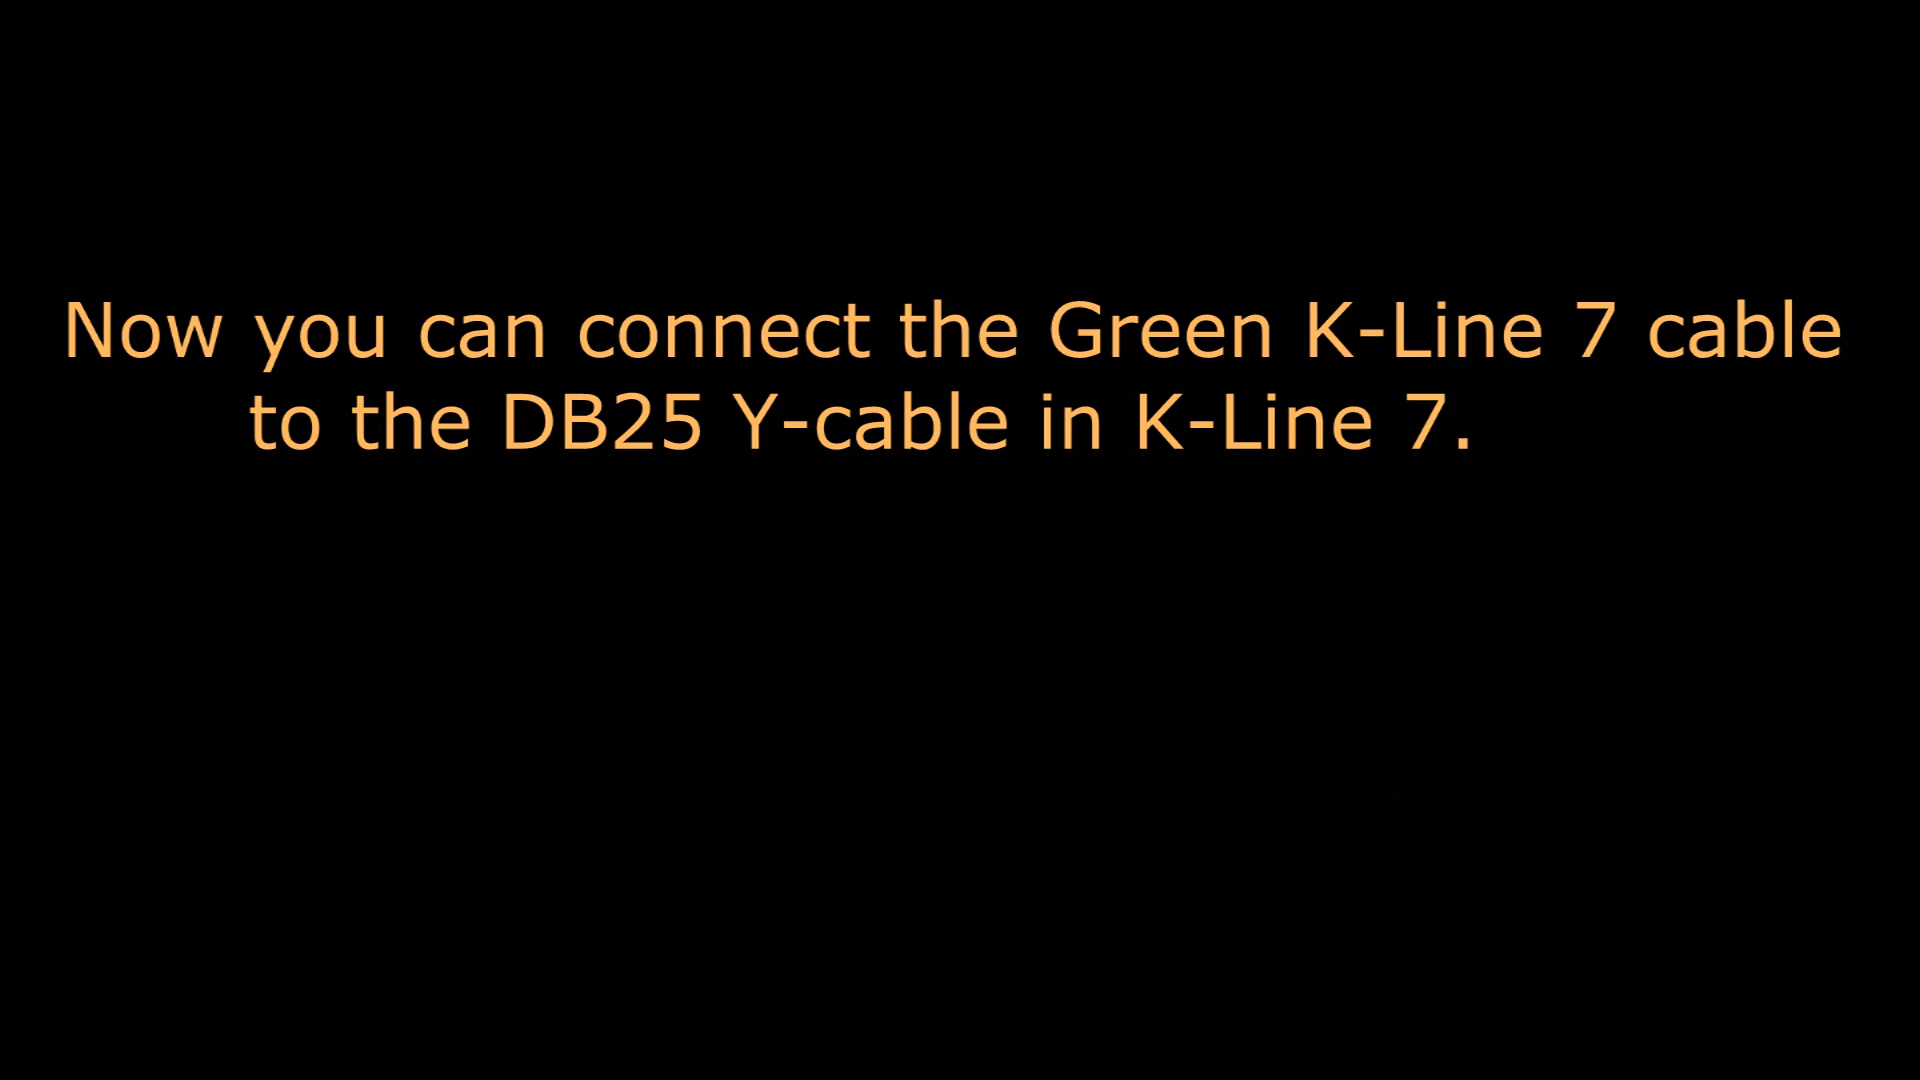 Now you can connect the Green K-Line 7 cable
to the DB25 Y-cable in K-Line 7.